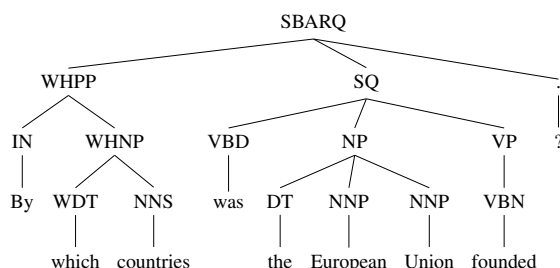 SBARQ
WHPP SQ .
IN WHNP VBD NP VP ?
By WDT NNS was DT NNP NNP VBN
which countries the European Union founded